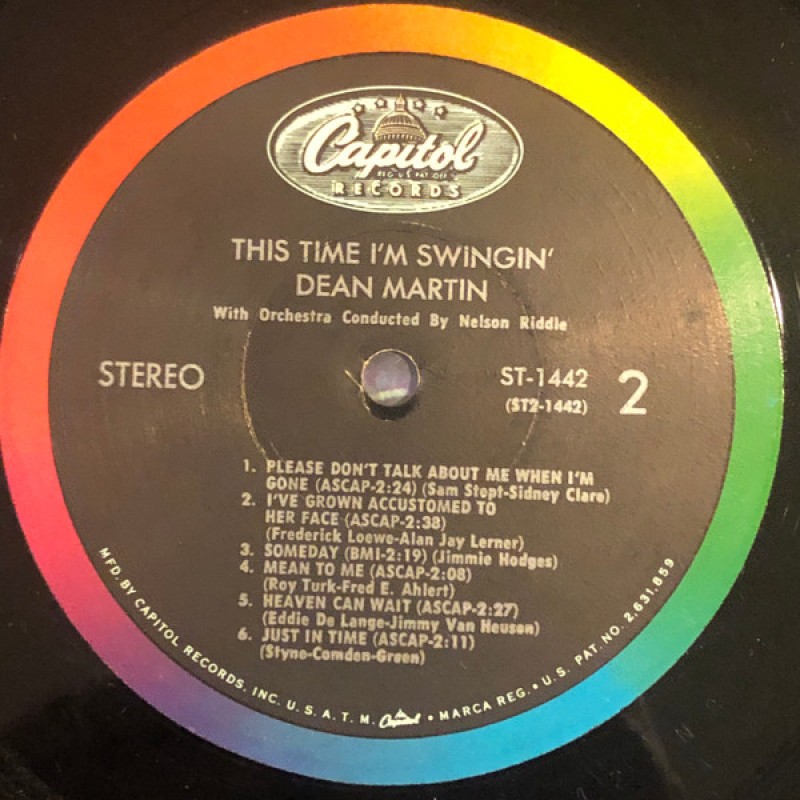 Capitol
REG. U.S. PAT. OFF.
RECORDS
THIS TIME I'M SWINGIN'
DEAN MARTIN
With Orchestra Conducted By Nelson Riddle
STEREO
ST-1442
(ST2-1442)
2
1. PLEASE DON'T TALK ABOUT ME WHEN I'M
GONE (ASCAP-2:24) (Sam Stept-Sidney Clare)
2. I'VE GROWN ACCUSTOMED TO
HER FACE (ASCAP-2:38)
(Frederick Loewe-Alan Jay Lerner)
3. SOMEDAY (BMI-2:19) (Jimmie Hodges)
4. MEAN TO ME (ASCAP-2:08)
(Roy Turk-Fred E. Ahlert)
5. HEAVEN CAN WAIT (ASCAP-2:27)
(Eddie De Lange-Jimmy Van Heusen)
6. JUST IN TIME (ASCAP-2:11)
(Styne-Comden-Green)
MFD. BY CAPITOL RECORDS, INC. U. S. A. T. M. Capitol • MARCA REG. • U. S. PAT. NO. 2,631,859